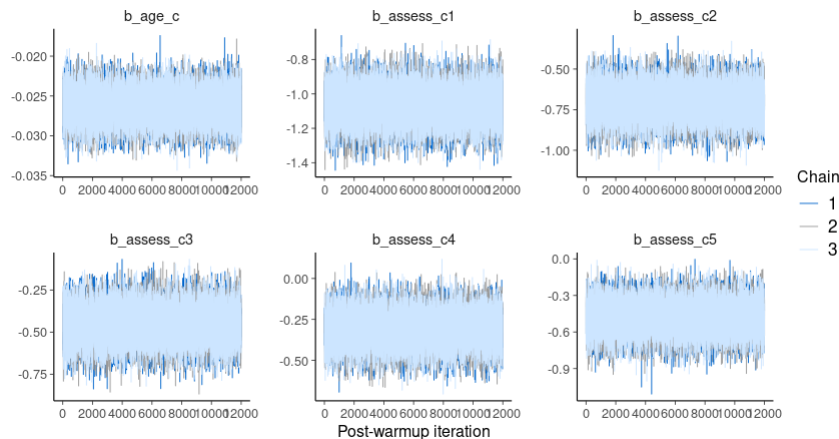 b_age_c b_assess_c1 b_assess_c2
-0.020 -0.8 -0.50
-0.025 -1.0 -0.75
-0.030 -1.2 -1.00
-0.035 -1.4
0 2000 4000 6000 8000 10000 12000 0 2000 4000 6000 8000 10000 12000 0 2000 4000 6000 8000 10000 12000
Chain
1
2
3
b_assess_c3 b_assess_c4 b_assess_c5
-0.25 0.00 0.0
-0.50 -0.25 -0.3
-0.75 -0.50 -0.6
-0.9
0 2000 4000 6000 8000 10000 12000 0 2000 4000 6000 8000 10000 12000 0 2000 4000 6000 8000 10000 12000
Post-warmup iteration